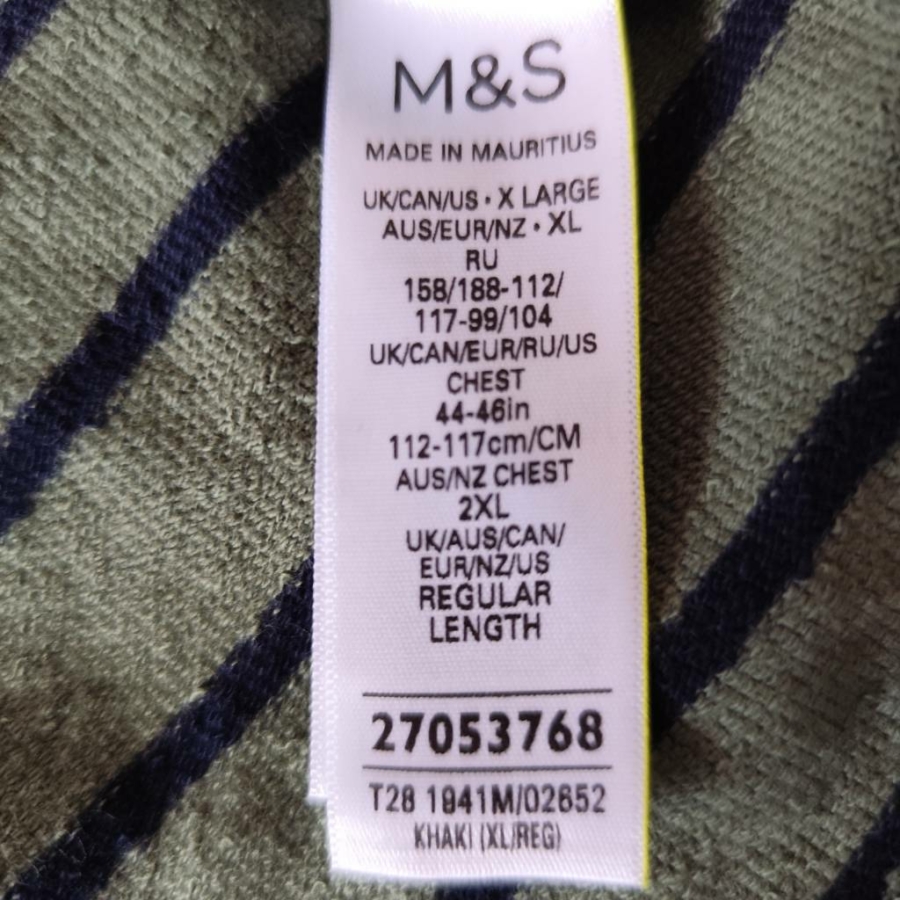 M&S
MADE IN MAURITIUS
UK/CAN/US • X LARGE
AUS/EUR/NZ • XL
RU
158/188-112/
117-99/104
UK/CAN/EUR/RU/US
CHEST
44-46in
112-117cm/CM
AUS/NZ CHEST
2XL
UK/AUS/CAN/
EUR/NZ/US
REGULAR
LENGTH
27053768
T28 1941M/02652
KHAKI (XL/REG)